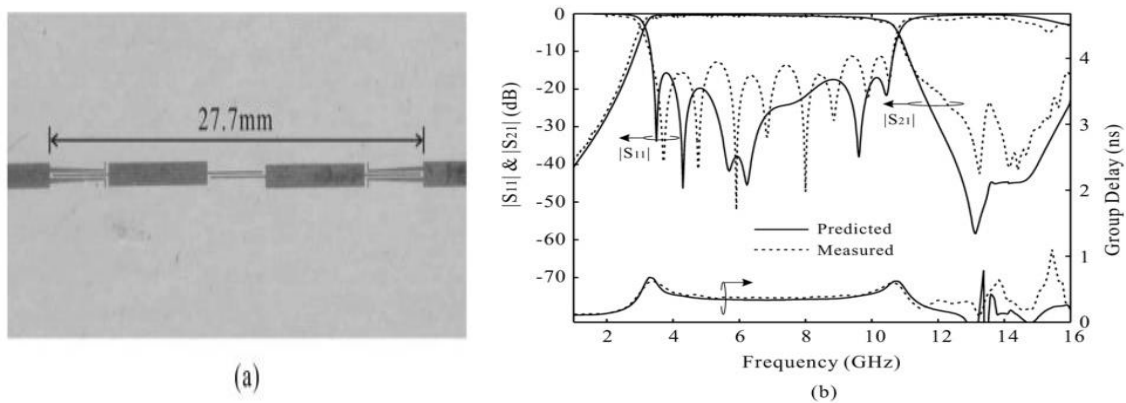 27.7mm
(a)
0
-10
-20
-30
-40
-50
-60
-70
|S11| & |S21| (dB)
|S11|
|S21|
Predicted
Measured
4
3
2
1
0
Group Delay (ns)
2 4 6 8 10 12 14 16
Frequency (GHz)
(b)